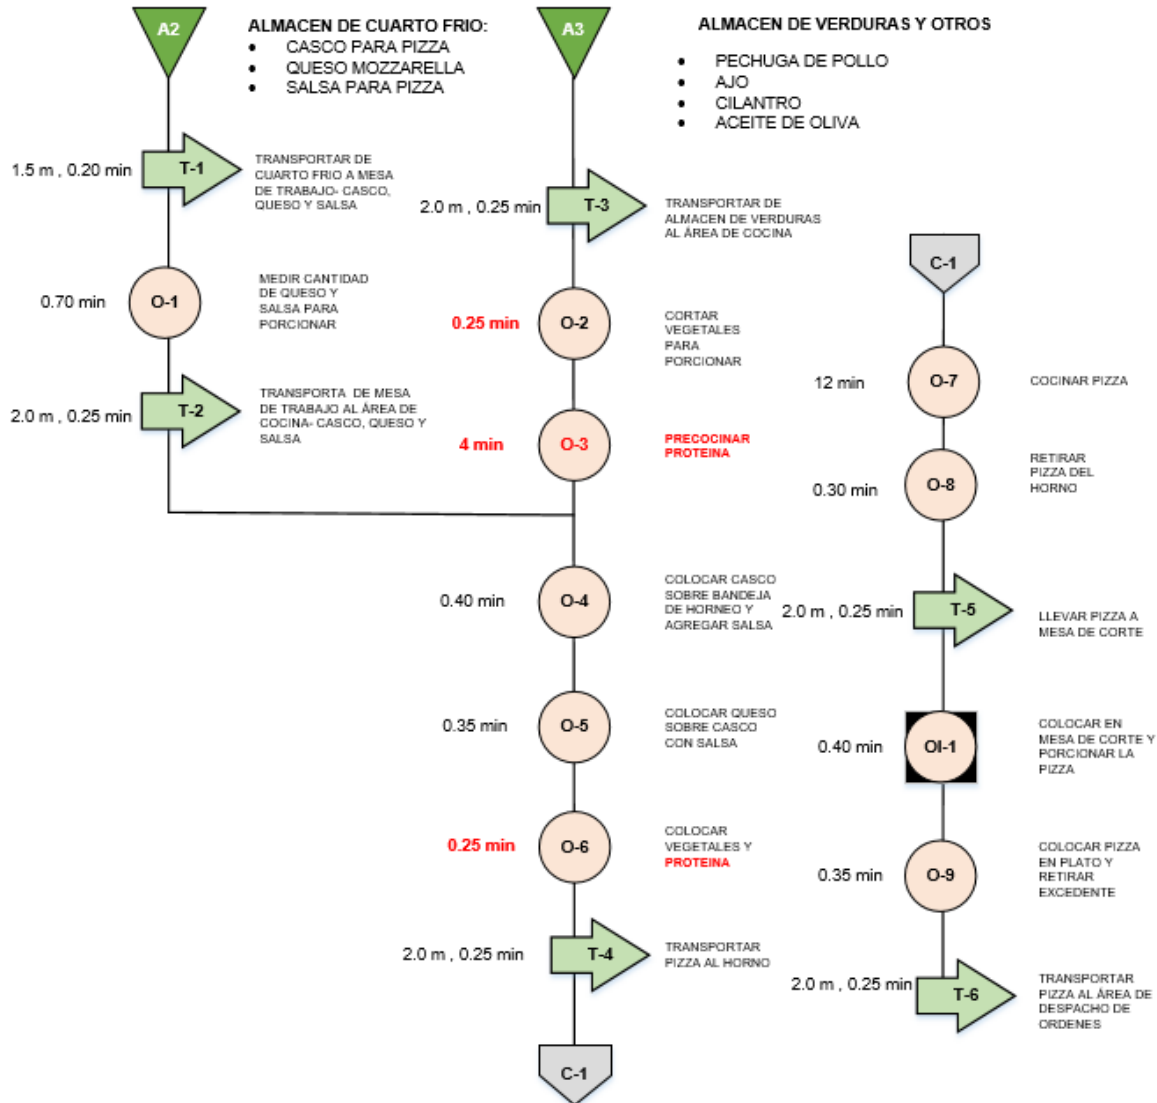 A2
ALMACEN DE CUARTO FRIO:
• CASCO PARA PIZZA
• QUESO MOZZARELLA
• SALSA PARA PIZZA
1.5 m , 0.20 min
T-1
TRANSPORTAR DE
CUARTO FRIO A MESA
DE TRABAJO- CASCO,
QUESO Y SALSA
0.70 min
O-1
MEDIR CANTIDAD
DE QUESO Y
SALSA PARA
PORCIONAR
2.0 m , 0.25 min
T-2
TRANSPORTA DE MESA
DE TRABAJO AL ÁREA DE
COCINA- CASCO, QUESO Y
SALSA
A3
ALMACEN DE VERDURAS Y OTROS
• PECHUGA DE POLLO
• AJO
• CILANTRO
• ACEITE DE OLIVA
2.0 m , 0.25 min
T-3
TRANSPORTAR DE
ALMACEN DE VERDURAS
AL ÁREA DE COCINA
0.25 min
O-2
CORTAR
VEGETALES
PARA
PORCIONAR
4 min
O-3
PRECOCINAR
PROTEINA
0.40 min
O-4
COLOCAR CASCO
SOBRE BANDEJA
DE HORNEO Y
AGREGAR SALSA
0.35 min
O-5
COLOCAR QUESO
SOBRE CASCO
CON SALSA
0.25 min
O-6
COLOCAR
VEGETALES Y
PROTEINA
2.0 m , 0.25 min
T-4
TRANSPORTAR
PIZZA AL HORNO
C-1
C-1
12 min
O-7
COCINAR PIZZA
0.30 min
O-8
RETIRAR
PIZZA DEL
HORNO
2.0 m , 0.25 min
T-5
LLEVAR PIZZA A
MESA DE CORTE
0.40 min
OI-1
COLOCAR EN
MESA DE CORTE Y
PORCIONAR LA
PIZZA
0.35 min
O-9
COLOCAR PIZZA
EN PLATO Y
RETIRAR
EXCEDENTE
2.0 m , 0.25 min
T-6
TRANSPORTAR
PIZZA AL ÁREA DE
DESPACHO DE
ORDENES